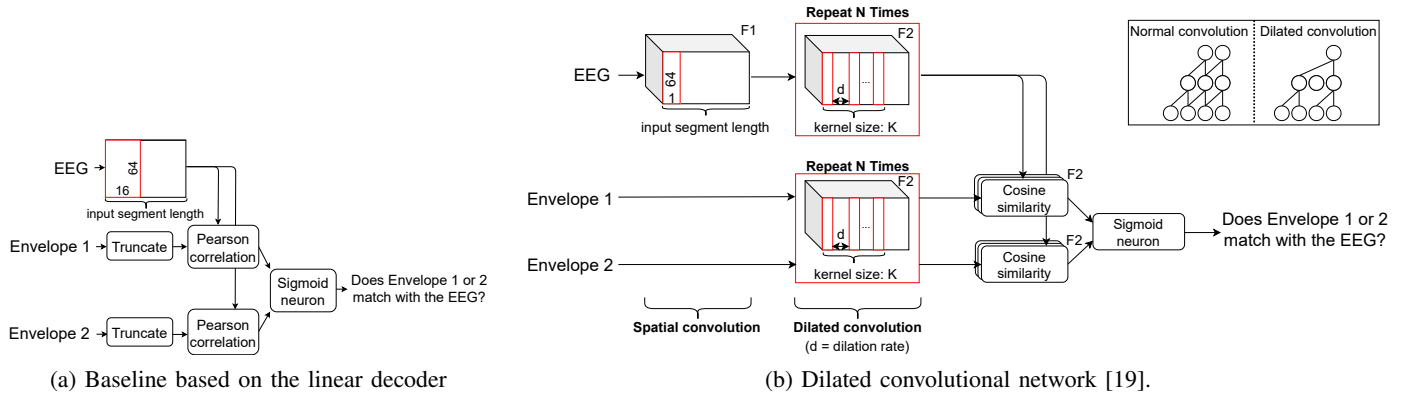 EEG
64
16
input segment length
Envelope 1
Truncate
Pearson
correlation
Sigmoid
neuron
Does Envelope 1 or 2
match with the EEG?
Envelope 2
Truncate
Pearson
correlation
(a) Baseline based on the linear decoder
Repeat N Times
F1
F2
EEG
64
1
d
...
input segment length
kernel size: K
Normal convolution
Dilated convolution
Repeat N Times
F2
Envelope 1
d
...
Envelope 2
kernel size: K
F2
Cosine
similarity
F2
Cosine
similarity
Sigmoid
neuron
Does Envelope 1 or 2
match with the EEG?
Spatial convolution
Dilated convolution
(d = dilation rate)
(b) Dilated convolutional network [19].